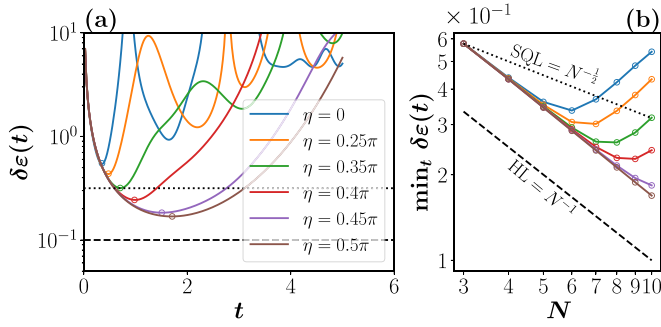 (a)
10¹
10⁰
10⁻¹
δε(t)
0 2 4 6
t
η = 0
η = 0.25π
η = 0.35π
η = 0.4π
η = 0.45π
η = 0.5π
(b)
× 10⁻¹
6
5
4
3
2
1
minₜ δε(t)
SQL = N^{-1/2}
HL = N⁻¹
3 4 5 6 7 8 9 10
N